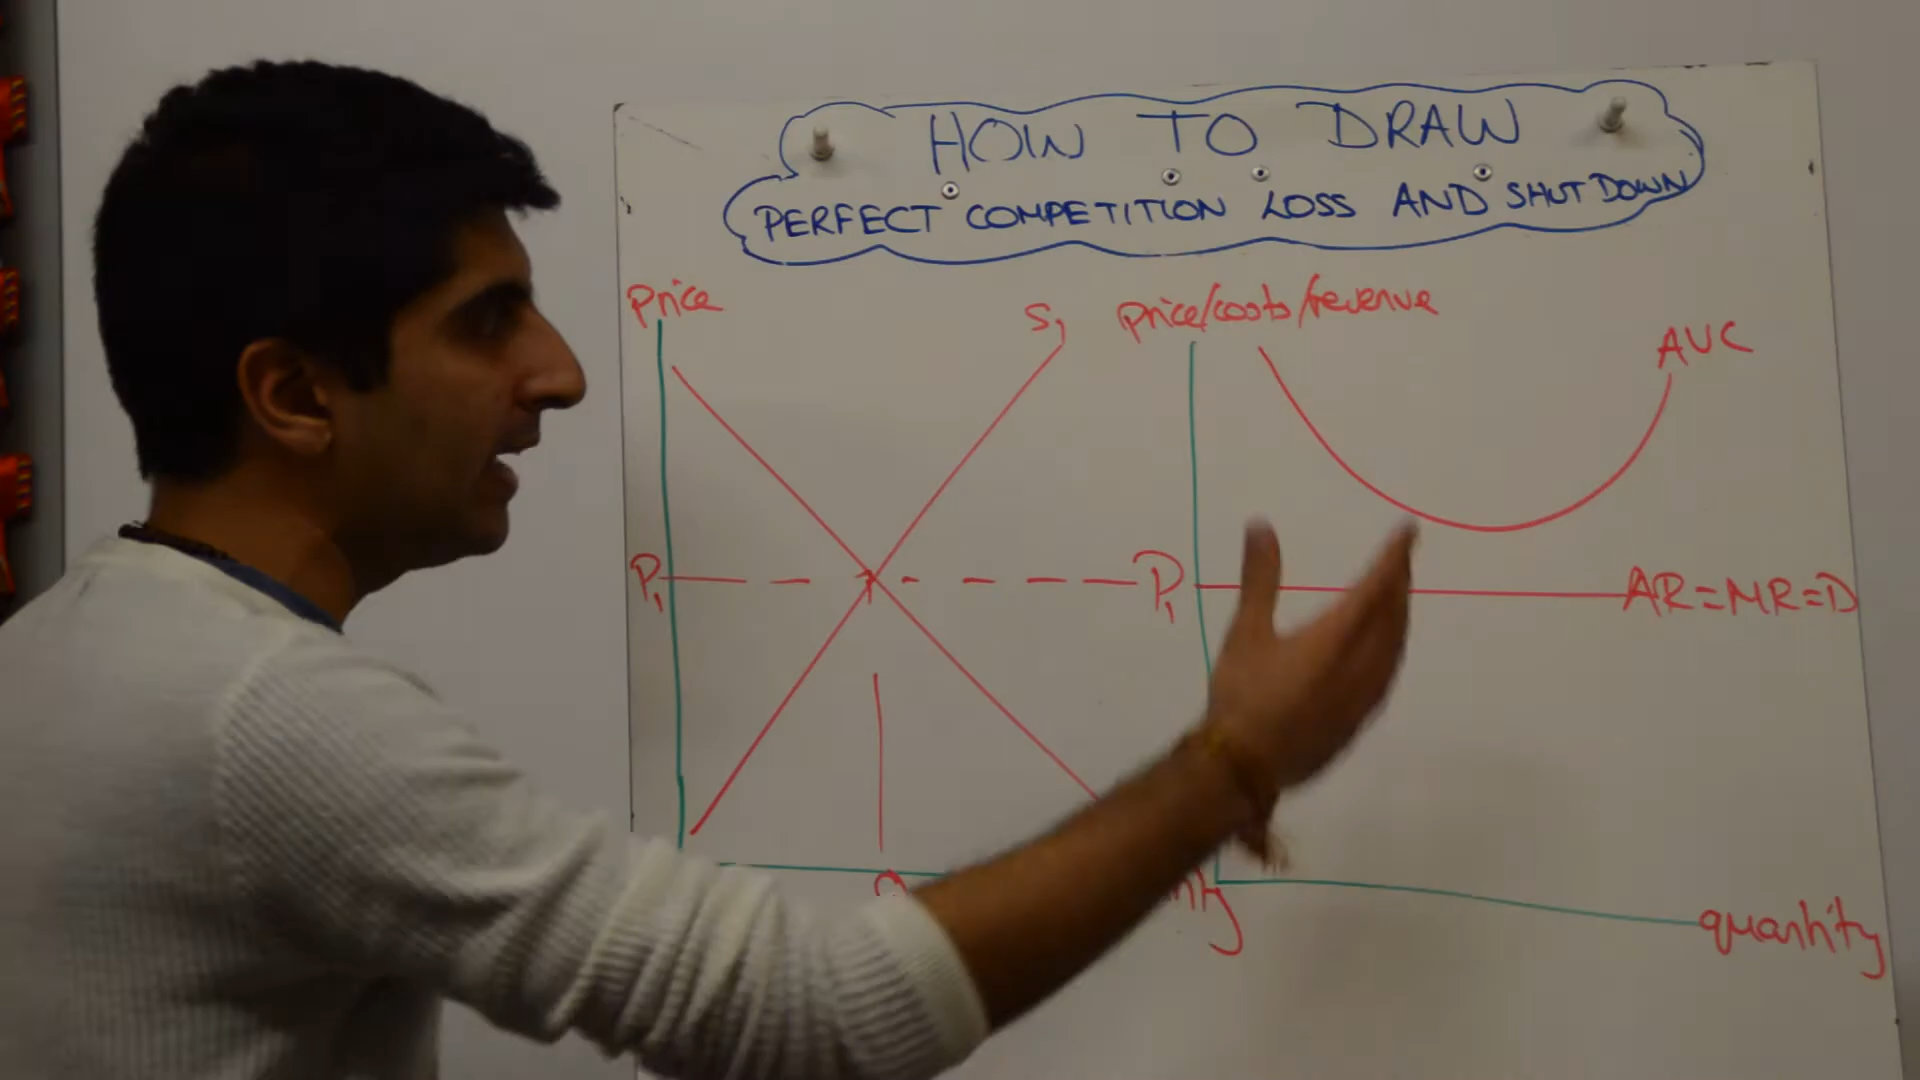 HOW TO DRAW
PERFECT COMPETITION LOSS AND SHUT DOWN
Price
S1
Price/costs/revenue
AVC
P1
P1
AR=MR=D
quantity